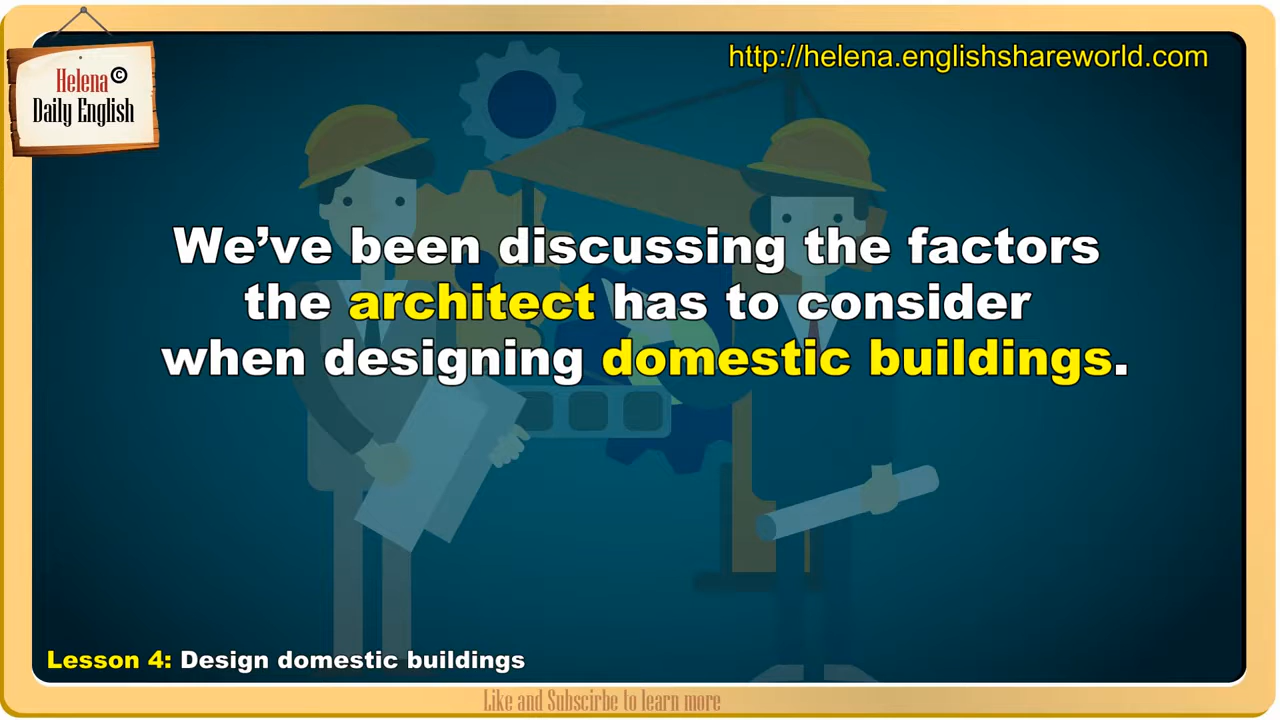 Helena©
Daily English
http://helena.englishshareworld.com
We’ve been discussing the factors
the architect has to consider
when designing domestic buildings.
Lesson 4: Design domestic buildings
Like and Subscirbe to learn more